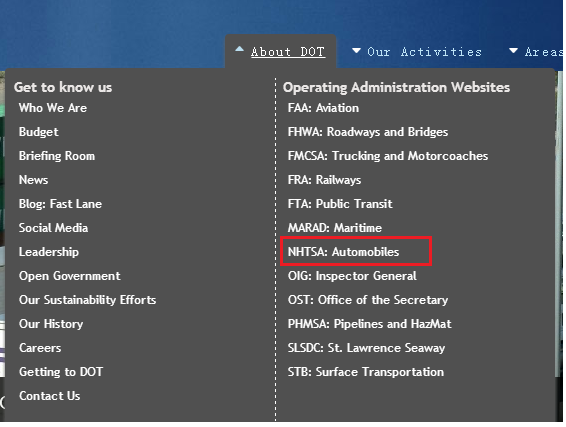 About DOT
Our Activities
Areas
Get to know us
Who We Are
Budget
Briefing Room
News
Blog: Fast Lane
Social Media
Leadership
Open Government
Our Sustainability Efforts
Our History
Careers
Getting to DOT
Contact Us
Operating Administration Websites
FAA: Aviation
FHWA: Roadways and Bridges
FMCSA: Trucking and Motorcoaches
FRA: Railways
FTA: Public Transit
MARAD: Maritime
NHTSA: Automobiles
OIG: Inspector General
OST: Office of the Secretary
PHMSA: Pipelines and HazMat
SLSDC: St. Lawrence Seaway
STB: Surface Transportation